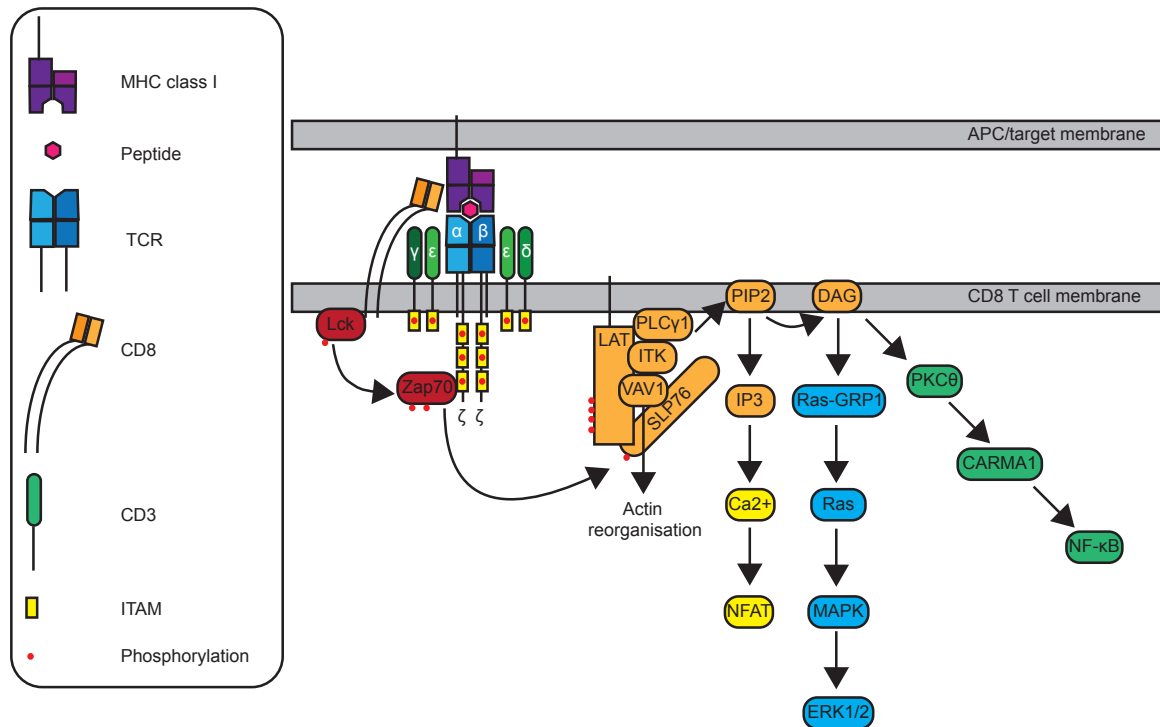 MHC class I
Peptide
TCR
CD8
CD3
ITAM
Phosphorylation
APC/target membrane
α β
γ ε ε δ
CD8 T cell membrane
PIP2
DAG
Lck
PLCγ1
LAT
ITK
VAV1
SLP76
Zap70
ζ ζ
IP3
Ras-GRP1
PKCθ
CARMA1
Actin
reorganisation
Ca2+
Ras
NF-κB
NFAT
MAPK
ERK1/2